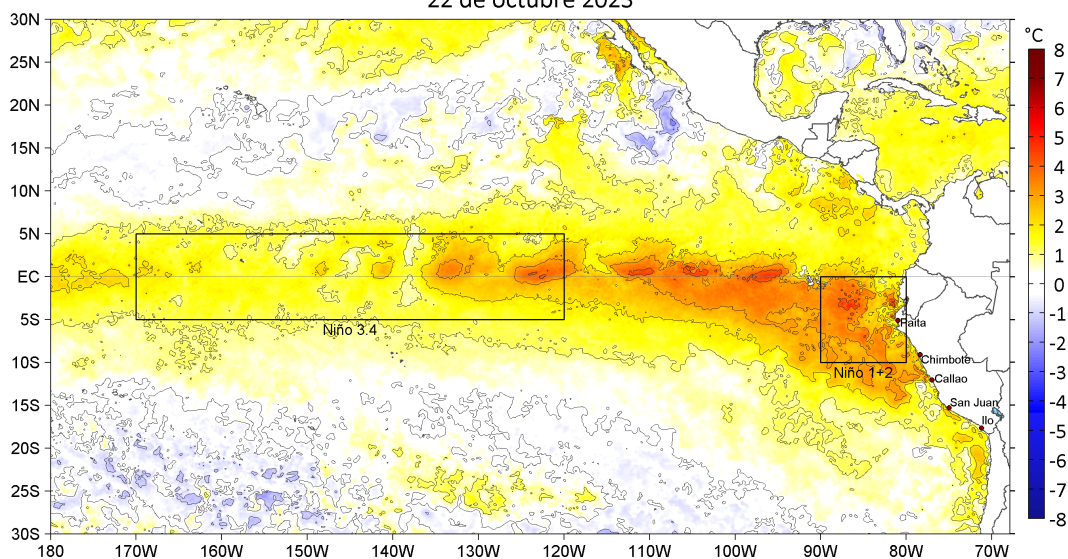 22 de octubre 2023
30N
25N
20N
15N
10N
5N
EC
5S
10S
15S
20S
25S
30S
180
170W
160W
150W
140W
130W
120W
110W
100W
90W
80W
70W
Niño 3.4
Niño 1+2
Paita
Chimbote
Callao
San Juan
Ilo
°C
8
7
6
5
4
3
2
1
0
-1
-2
-3
-4
-5
-6
-7
-8